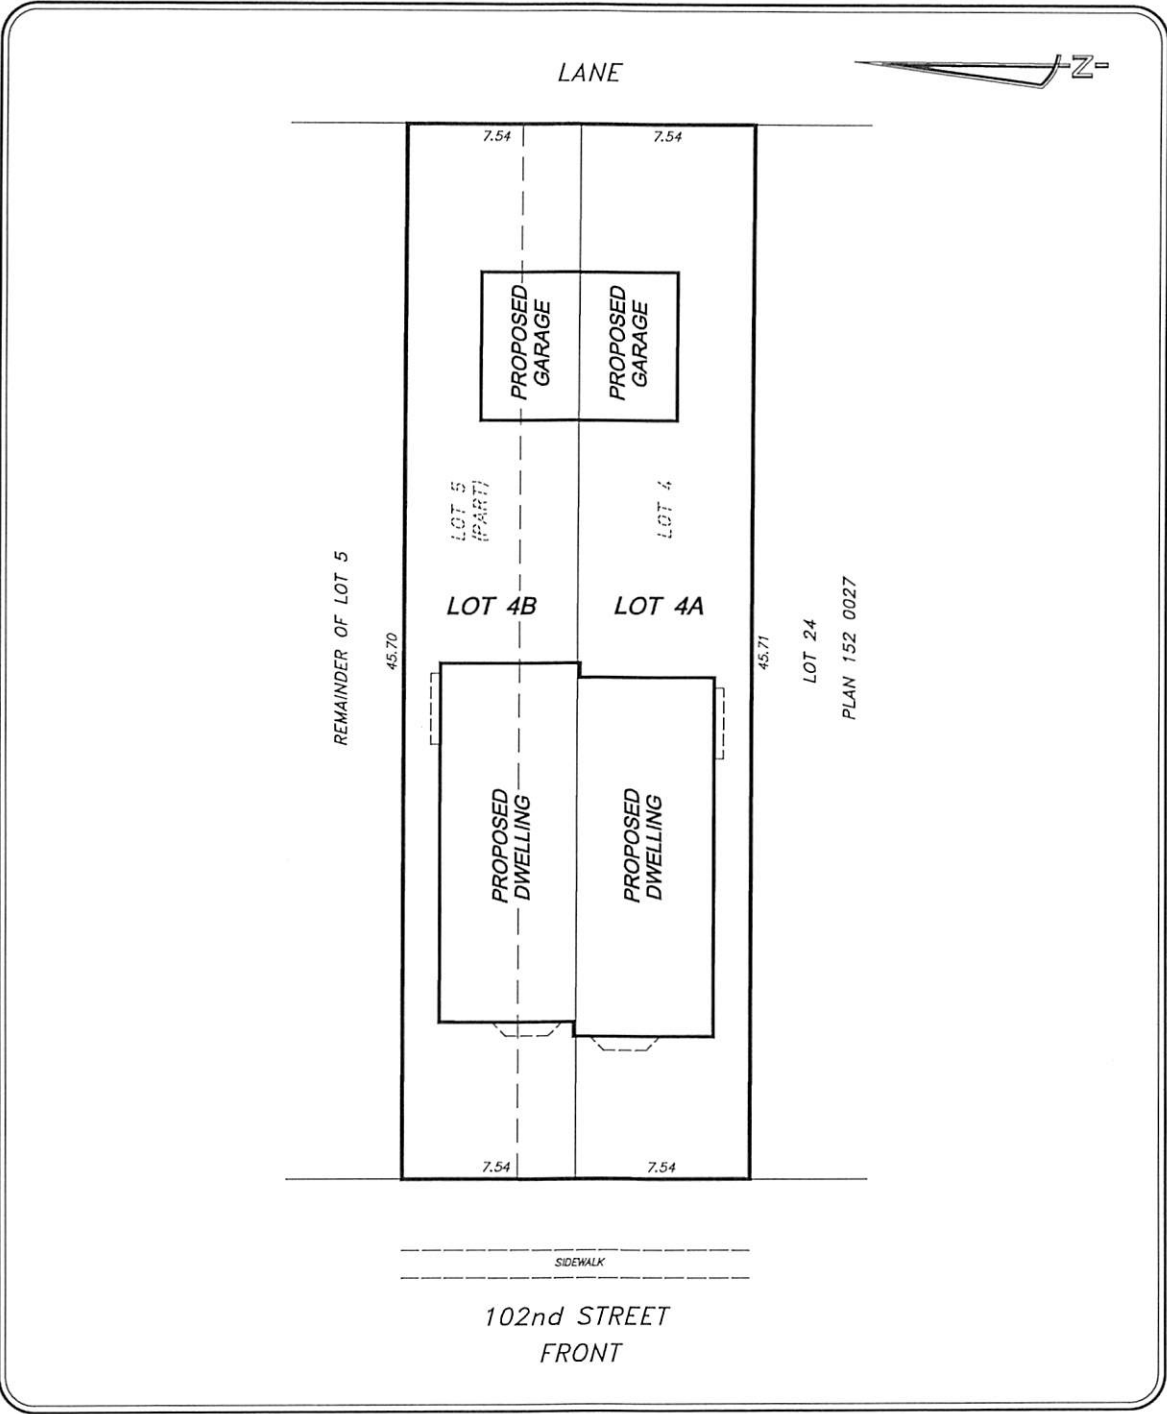 LANE
N
7.54
7.54
PROPOSED
GARAGE
PROPOSED
GARAGE
LOT 5
(PART)
LOT 4
LOT 4B
LOT 4A
REMAINDER OF LOT 5
45.70
45.71
LOT 24
PLAN 152 0027
PROPOSED
DWELLING
PROPOSED
DWELLING
7.54
7.54
SIDEWALK
102nd STREET
FRONT